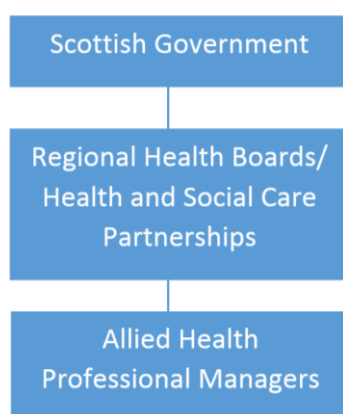 Scottish Government
Regional Health Boards/
Health and Social Care
Partnerships
Allied Health
Professional Managers